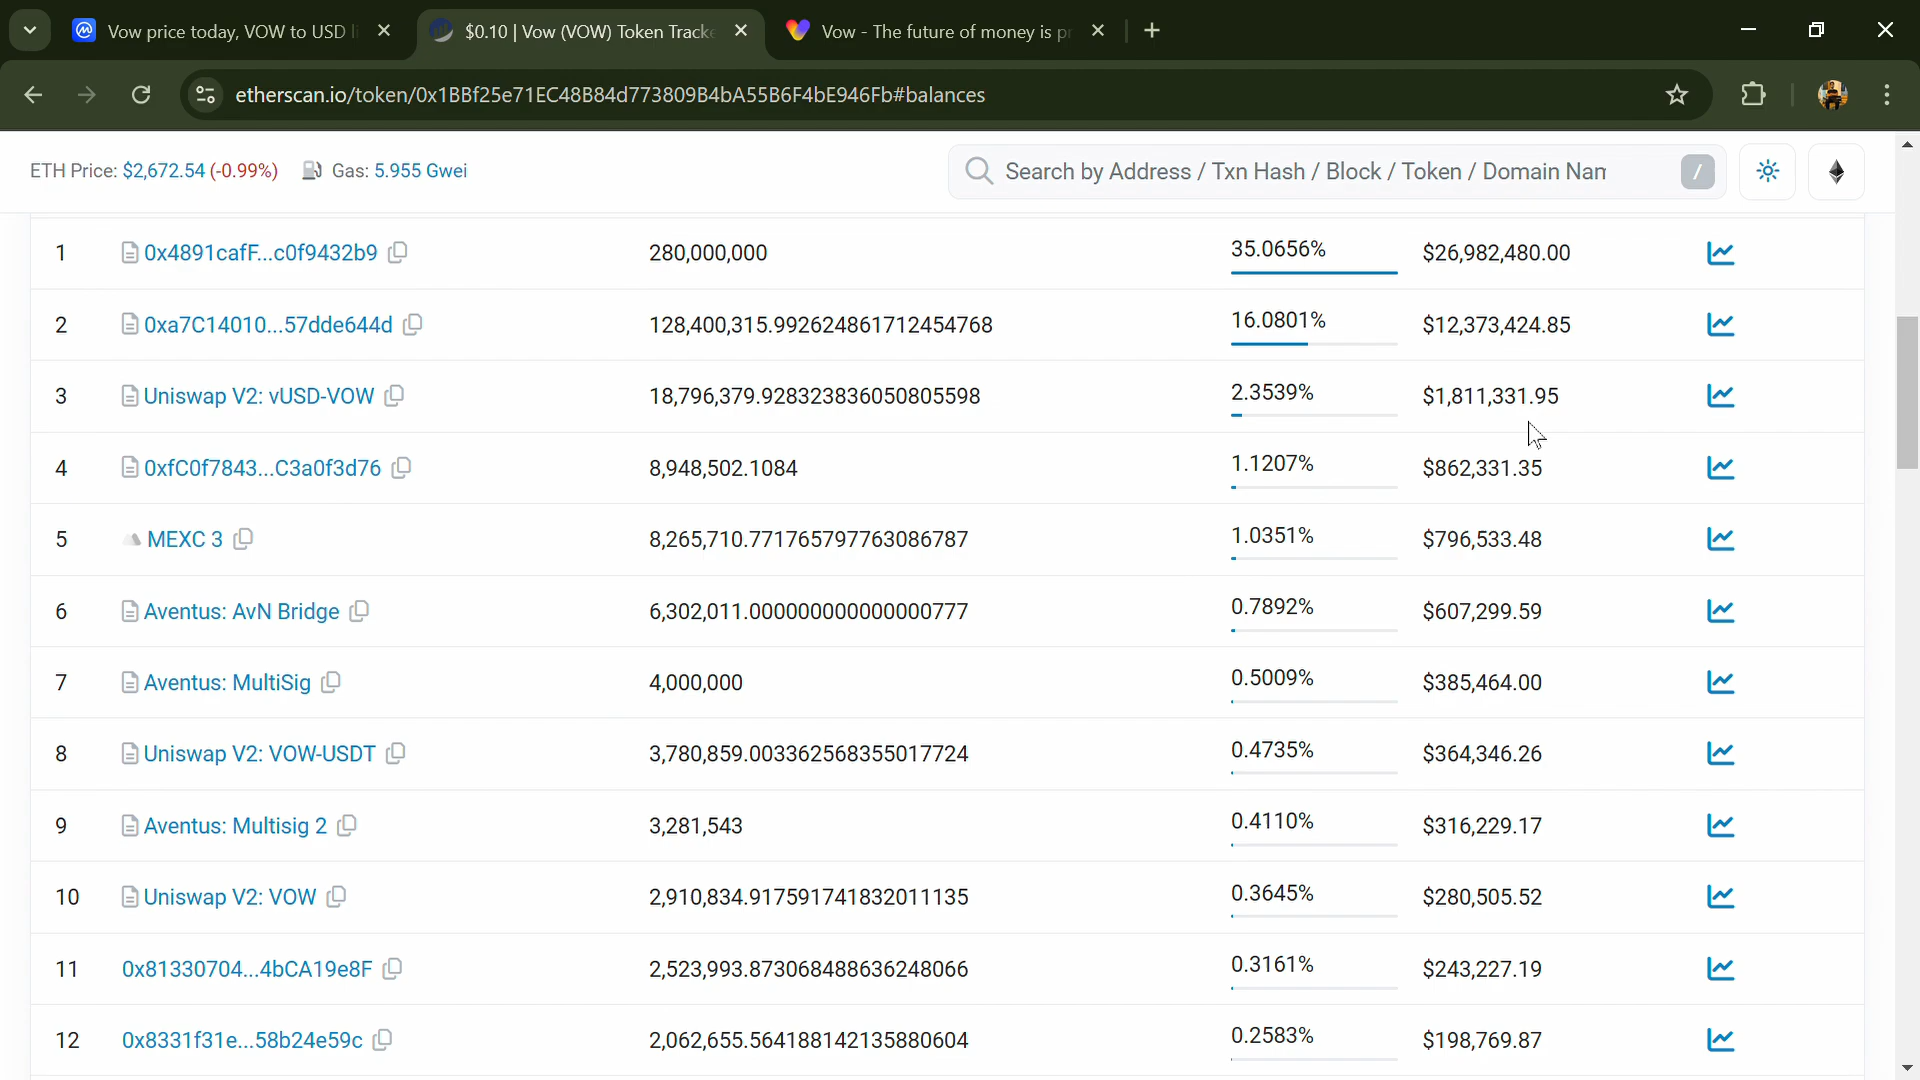 Vow price today, VOW to USD li
$0.10 | Vow (VOW) Token Tracke
Vow - The future of money is pr
etherscan.io/token/0x1BBf25e71EC48B84d773809B4bA55B6F4bE946Fb#balances
ETH Price: $2,672.54 (-0.99%) Gas: 5.955 Gwei
Search by Address / Txn Hash / Block / Token / Domain Nam
/
1 0x4891cafF...c0f9432b9 280,000,000 35.0656% $26,982,480.00
2 0xa7C14010...57dde644d 128,400,315.992624861712454768 16.0801% $12,373,424.85
3 Uniswap V2: vUSD-VOW 18,796,379.928323836050805598 2.3539% $1,811,331.95
4 0xfC0f7843...C3a0f3d76 8,948,502.1084 1.1207% $862,331.35
5 MEXC 3 8,265,710.771765797763086787 1.0351% $796,533.48
6 Aventus: AvN Bridge 6,302,011.000000000000000777 0.7892% $607,299.59
7 Aventus: MultiSig 4,000,000 0.5009% $385,464.00
8 Uniswap V2: VOW-USDT 3,780,859.003362568355017724 0.4735% $364,346.26
9 Aventus: Multisig 2 3,281,543 0.4110% $316,229.17
10 Uniswap V2: VOW 2,910,834.917591741832011135 0.3645% $280,505.52
11 0x81330704...4bCA19e8F 2,523,993.873068488636248066 0.3161% $243,227.19
12 0x8331f31e...58b24e59c 2,062,655.564188142135880604 0.2583% $198,769.87